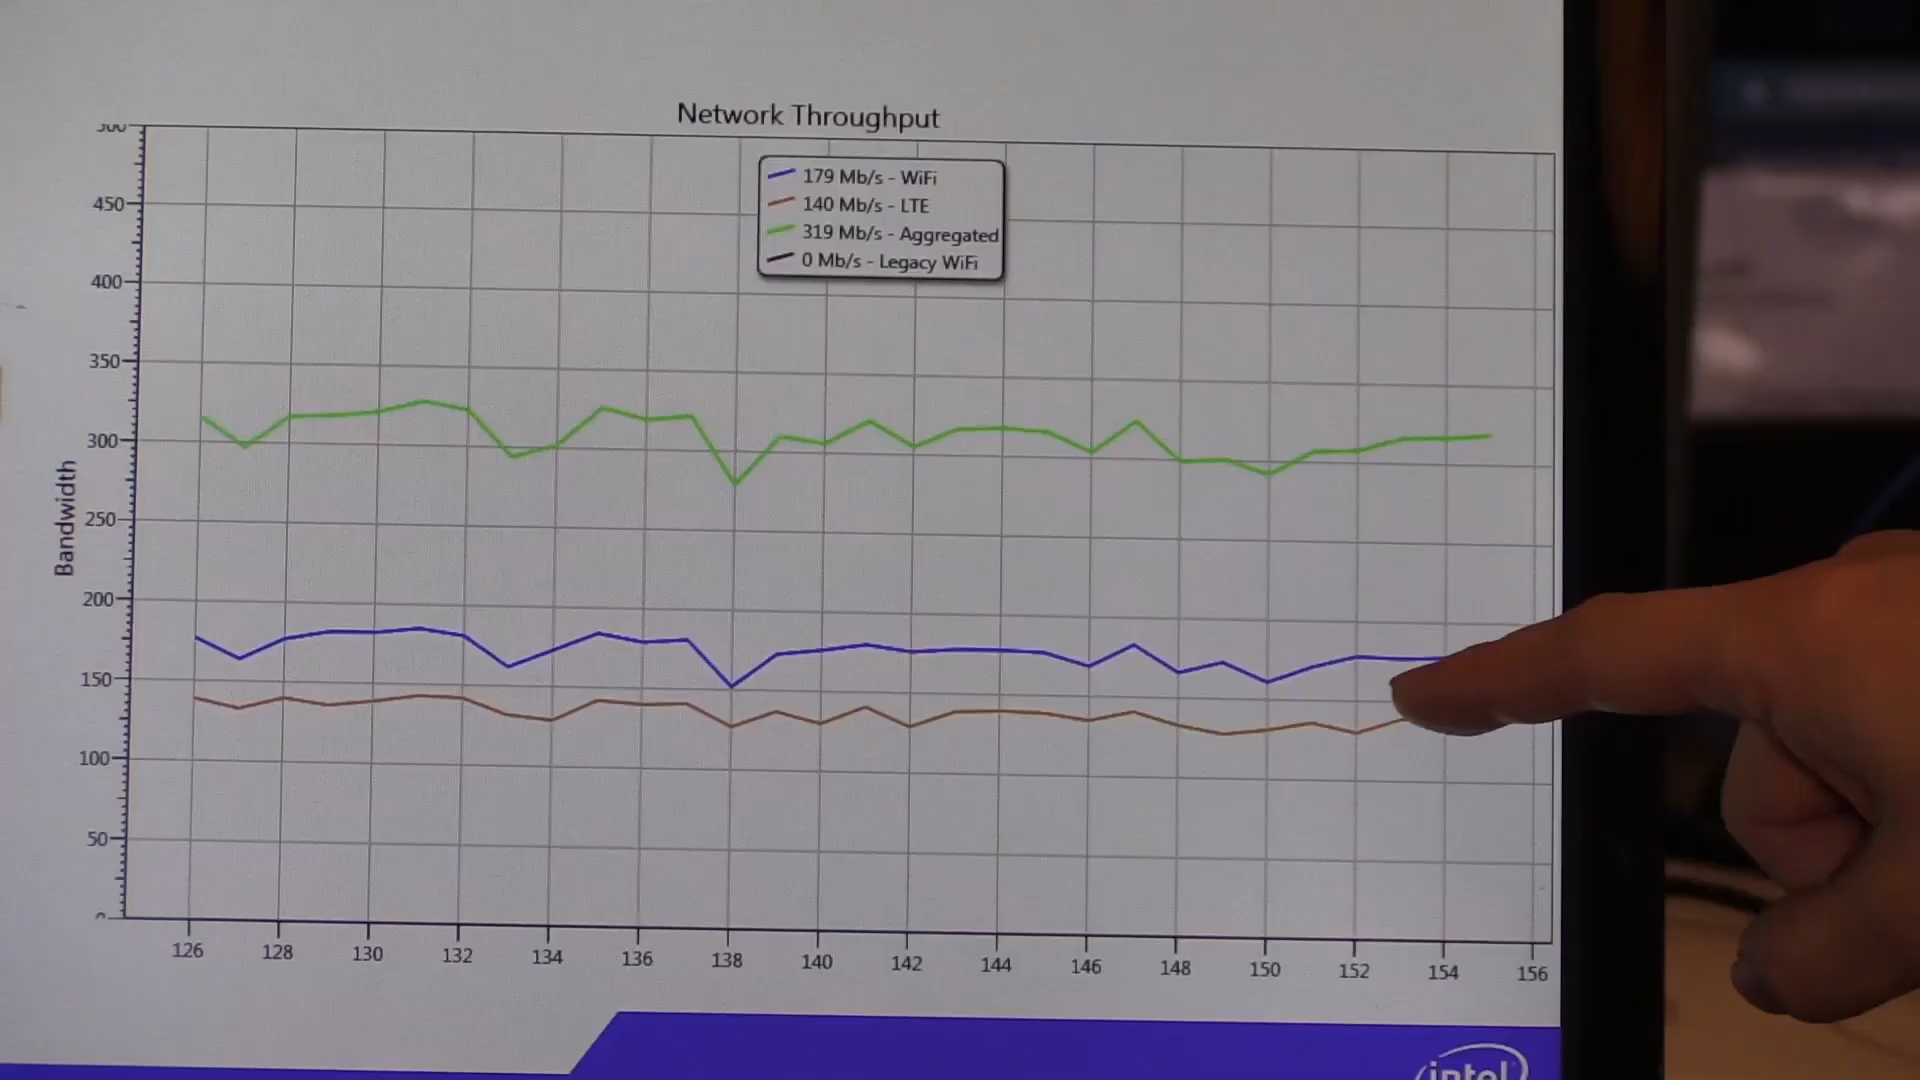 Network Throughput
179 Mb/s - WiFi
140 Mb/s - LTE
319 Mb/s - Aggregated
0 Mb/s - Legacy WiFi
450
400
350
300
250
200
150
100
50
Bandwidth
126 128 130 132 134 136 138 140 142 144 146 148 150 152 154 156
intel